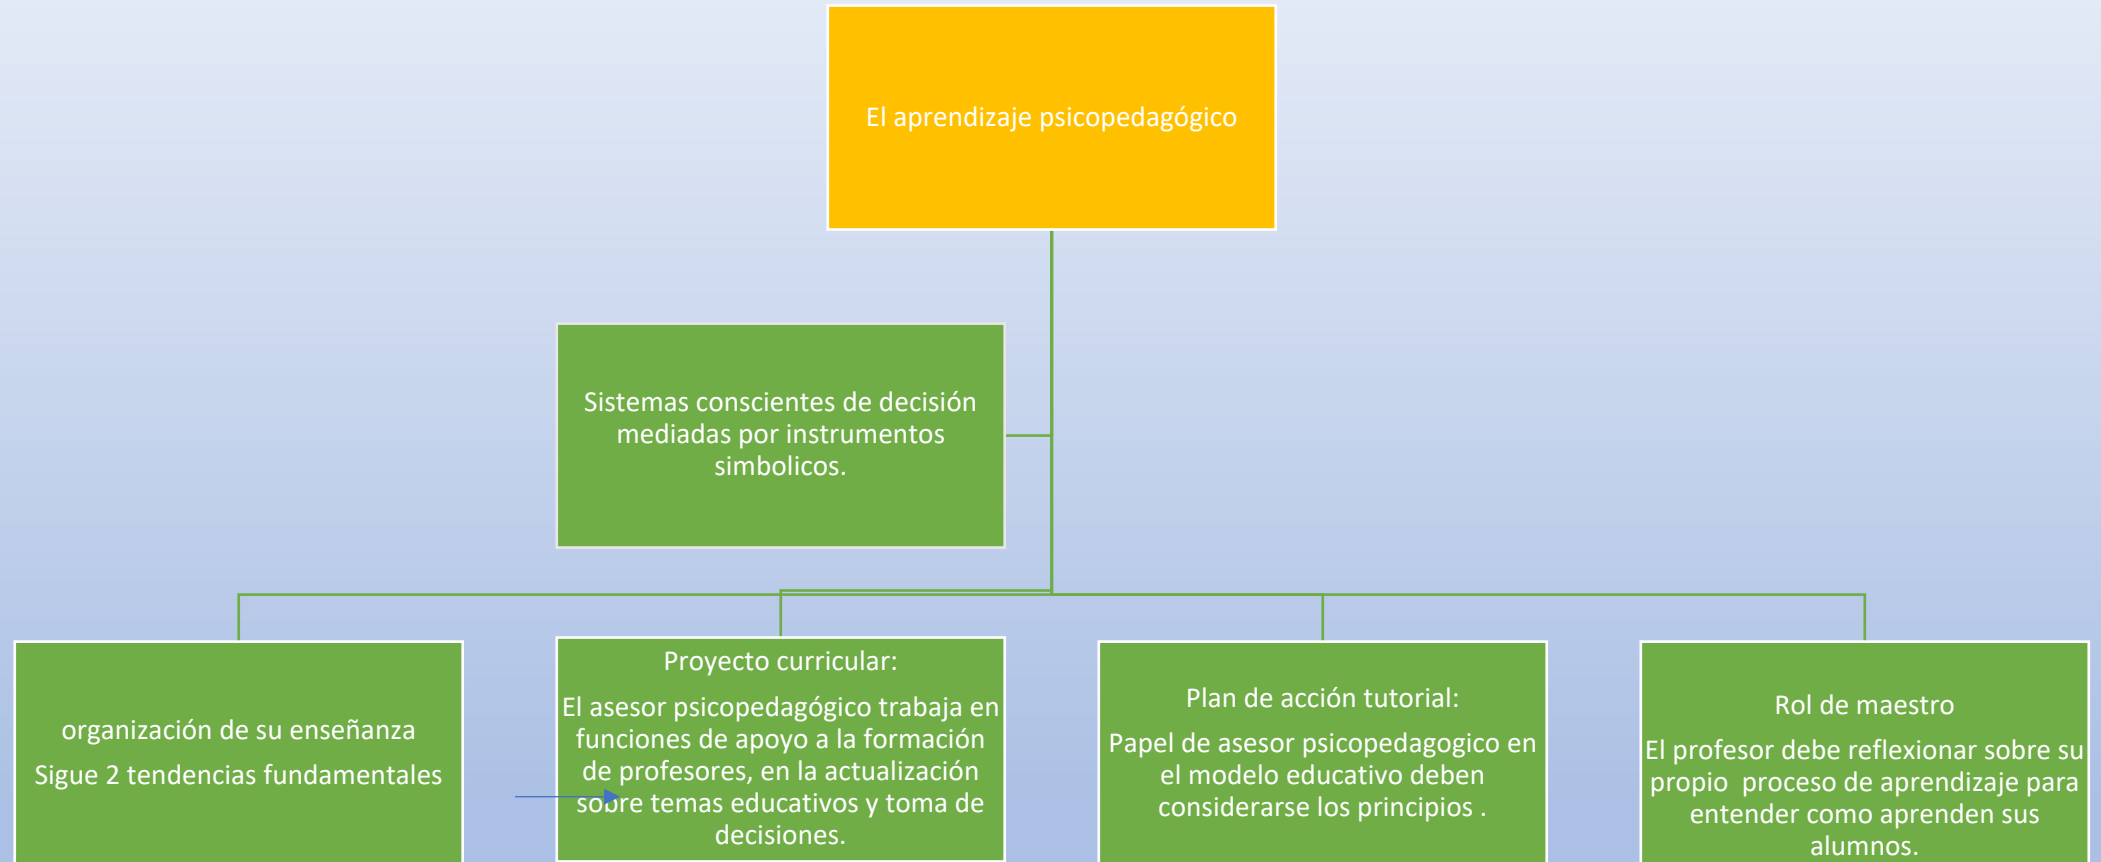 El aprendizaje psicopedagógico
Sistemas conscientes de decisión
mediadas por instrumentos
simbolicos.
organización de su enseñanza
Sigue 2 tendencias fundamentales
Proyecto curricular:
El asesor psicopedagógico trabaja en
funciones de apoyo a la formación
de profesores, en la actualización
sobre temas educativos y toma de
decisiones.
Plan de acción tutorial:
Papel de asesor psicopedagogico en
el modelo educativo deben
considerarse los principios .
Rol de maestro
El profesor debe reflexionar sobre su
propio  proceso de aprendizaje para
entender como aprenden sus
alumnos.